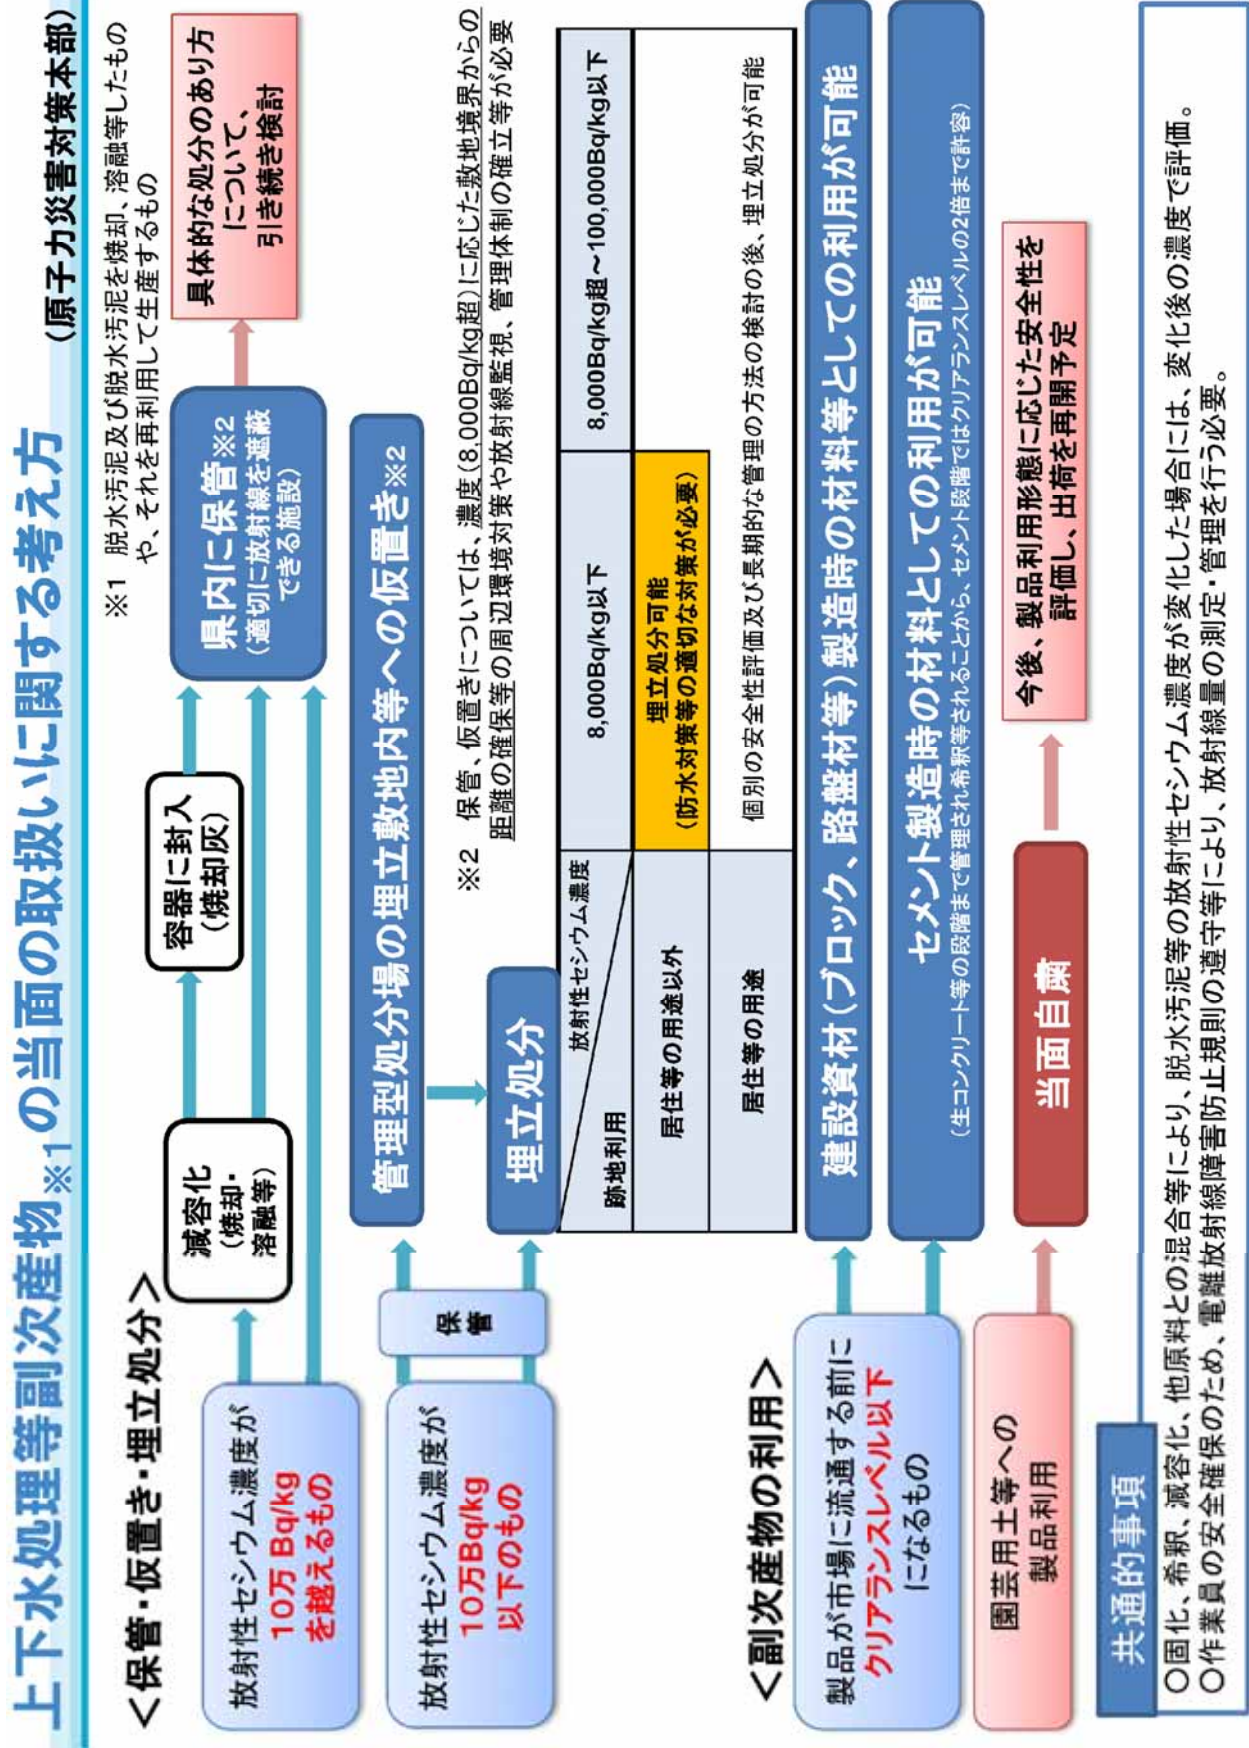 上下水処理等副次産物※1の当面の取扱いに関する考え方
(原子力災害対策本部)
<保管・仮置き・埋立処分>
※1 脱水汚泥及び脱水汚泥を焼却、溶融等したもの
や、それを再利用して生産するもの
放射性セシウム濃度が
10万 Bq/kg
を越えるもの
減容化
(焼却・
溶融等)
容器に封入
(焼却灰)
県内に保管※2
(適切に放射線を遮蔽
できる施設)
具体的な処分のあり方
について、
引き続き検討
放射性セシウム濃度が
10万Bq/kg
以下のもの
保
管
管理型処分場の埋立敷地内等への仮置き※2
※2 保管、仮置きについては、濃度(8,000Bq/kg超)に応じた敷地境界からの
距離の確保等の周辺環境対策や放射線監視、管理体制の確立等が必要
埋立処分
放射性セシウム濃度
跡地利用
8,000Bq/kg以下
8,000Bq/kg超~100,000Bq/kg以下
居住等の用途以外
埋立処分可能
(防水対策等の適切な対策が必要)
居住等の用途
個別の安全性評価及び長期的な管理の方法の検討の後、埋立処分が可能
<副次産物の利用>
製品が市場に流通する前に
クリアランスレベル以下
になるもの
建設資材(ブロック、路盤材等)製造時の材料等としての利用が可能
セメント製造時の材料としての利用が可能
(生コンクリート等の段階まで管理され希釈等されることから、セメント段階ではクリアランスレベルの2倍まで許容)
園芸用土等への
製品利用
当面自粛
今後、製品利用形態に応じた安全性を
評価し、出荷を再開予定
共通的事項
○固化、希釈、減容化、他原料との混合等により、脱水汚泥等の放射性セシウム濃度が変化した場合には、変化後の濃度で評価。
○作業員の安全確保のため、電離放射線障害防止規則の遵守等により、放射線量の測定・管理を行う必要。